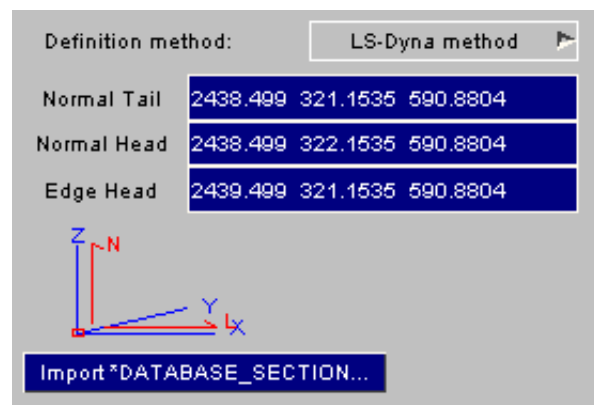 Definition method: LS-Dyna method
Normal Tail 2438.499 321.1535 590.8804
Normal Head 2438.499 322.1535 590.8804
Edge Head 2439.499 321.1535 590.8804
Z N
Y
L X
Import *DATABASE_SECTION...